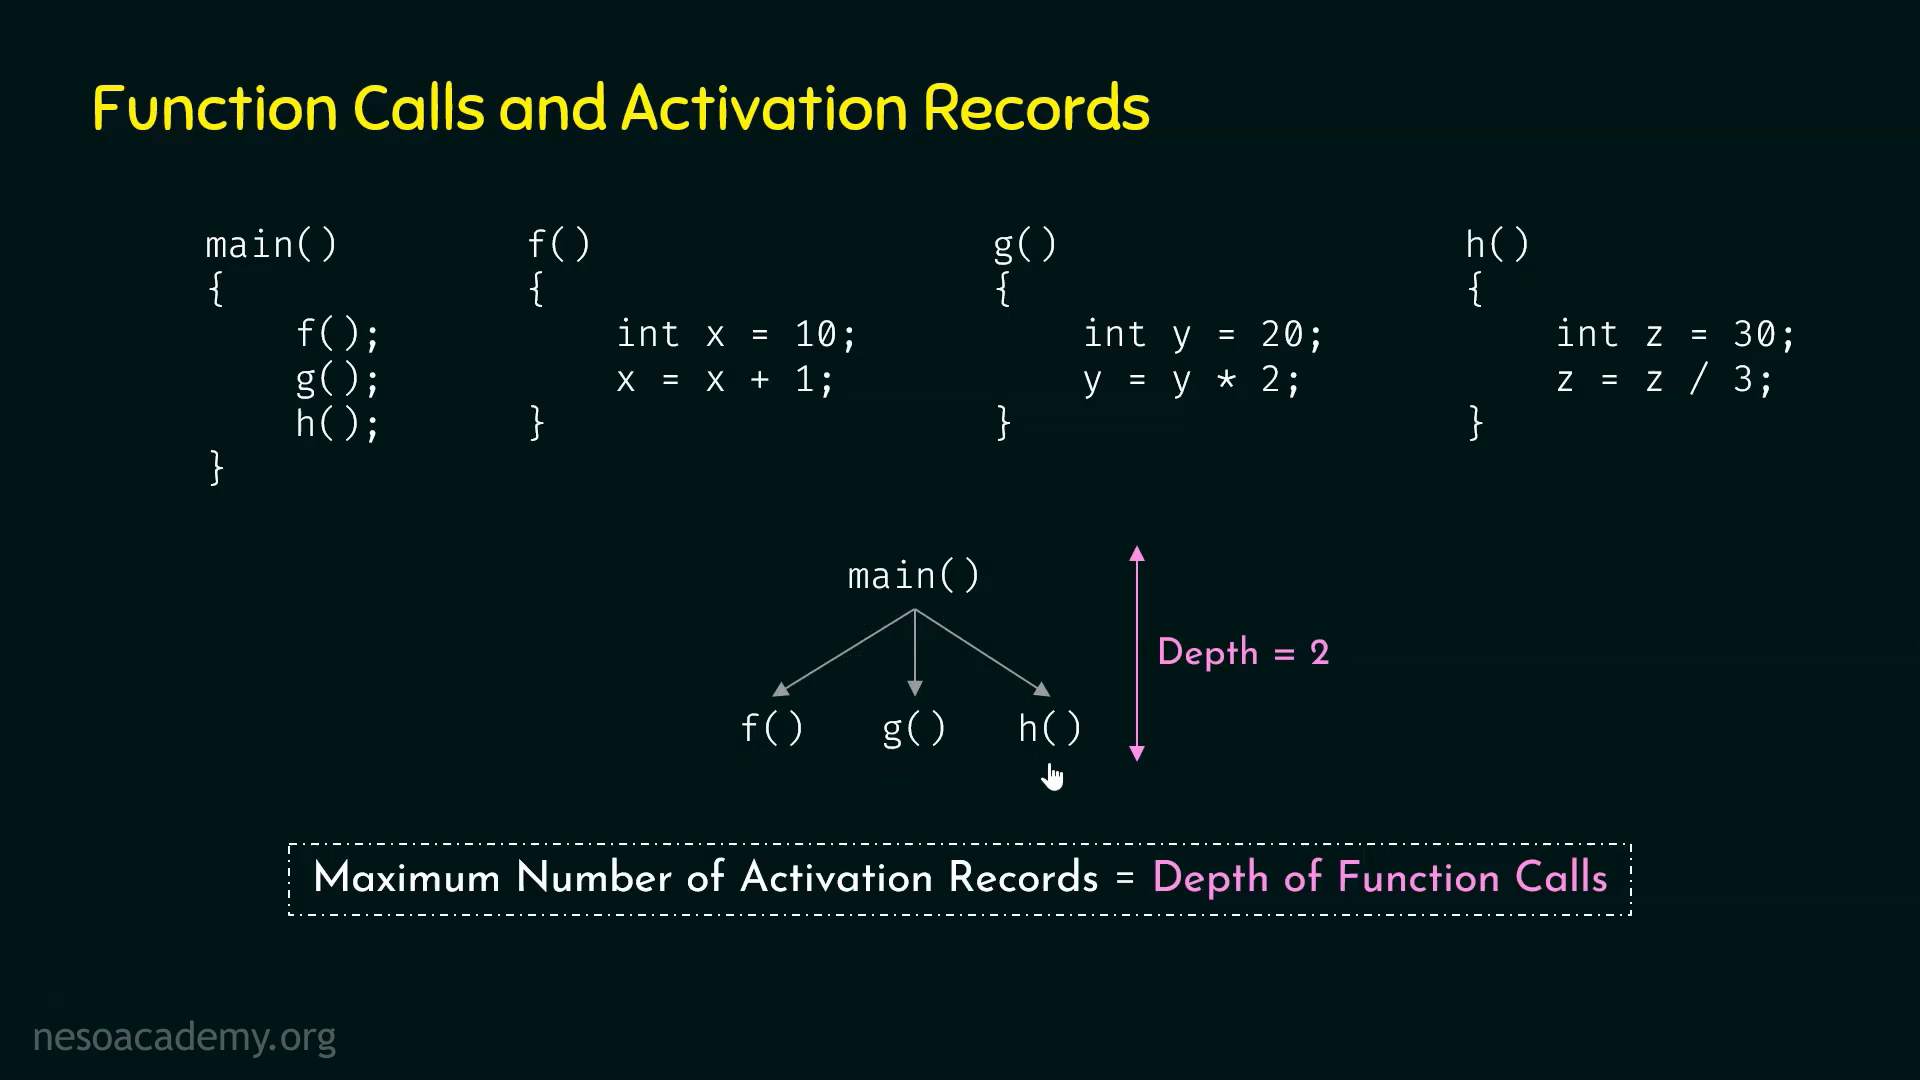 Function Calls and Activation Records
main()
{
f();
g();
h();
}
f()
{
int x = 10;
x = x + 1;
}
g()
{
int y = 20;
y = y * 2;
}
h()
{
int z = 30;
z = z / 3;
}
main()
f() g() h()
Depth = 2
Maximum Number of Activation Records = Depth of Function Calls
nesoacademy.org